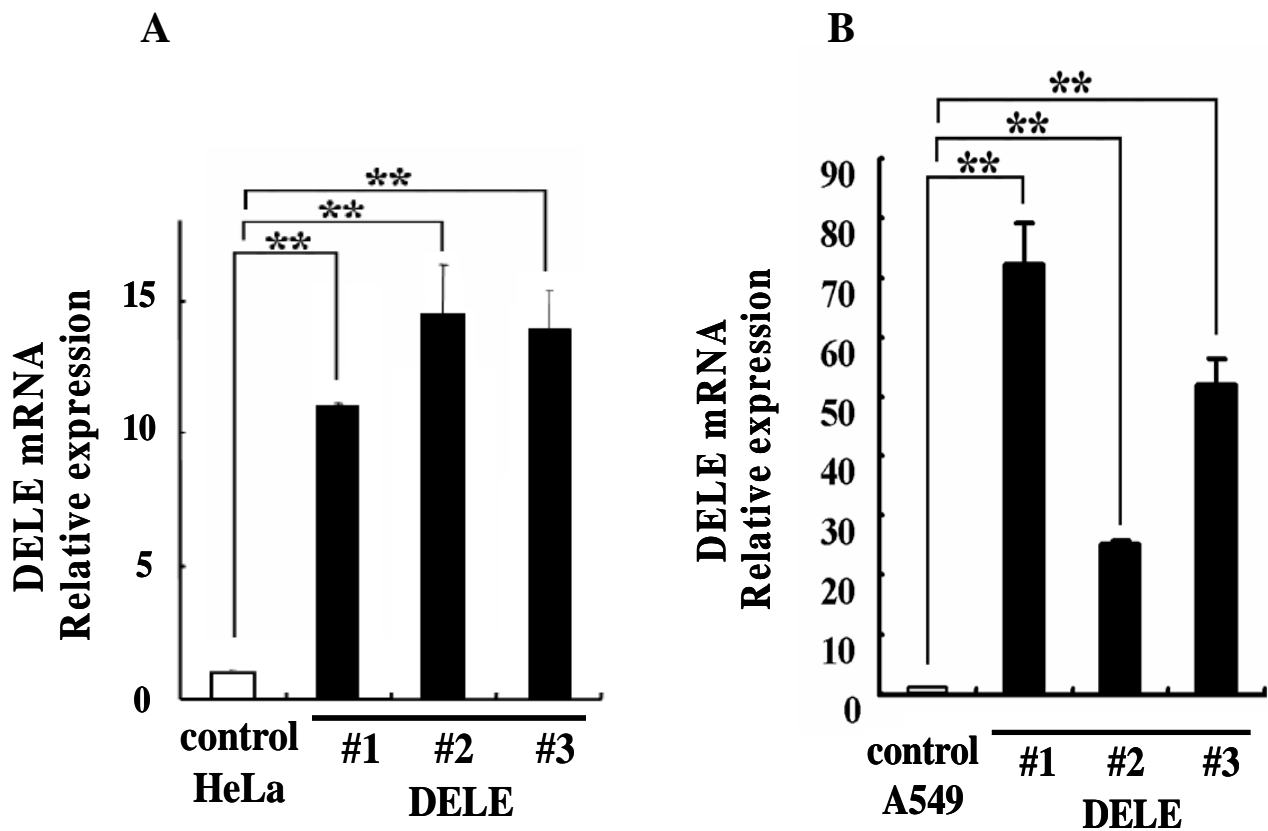 A
DELE mRNA
Relative expression
15
10
5
0
**
**
**
control
HeLa
#1
#2
#3
DELE
B
DELE mRNA
Relative expression
90
80
70
60
50
40
30
20
10
0
**
**
**
control
A549
#1
#2
#3
DELE